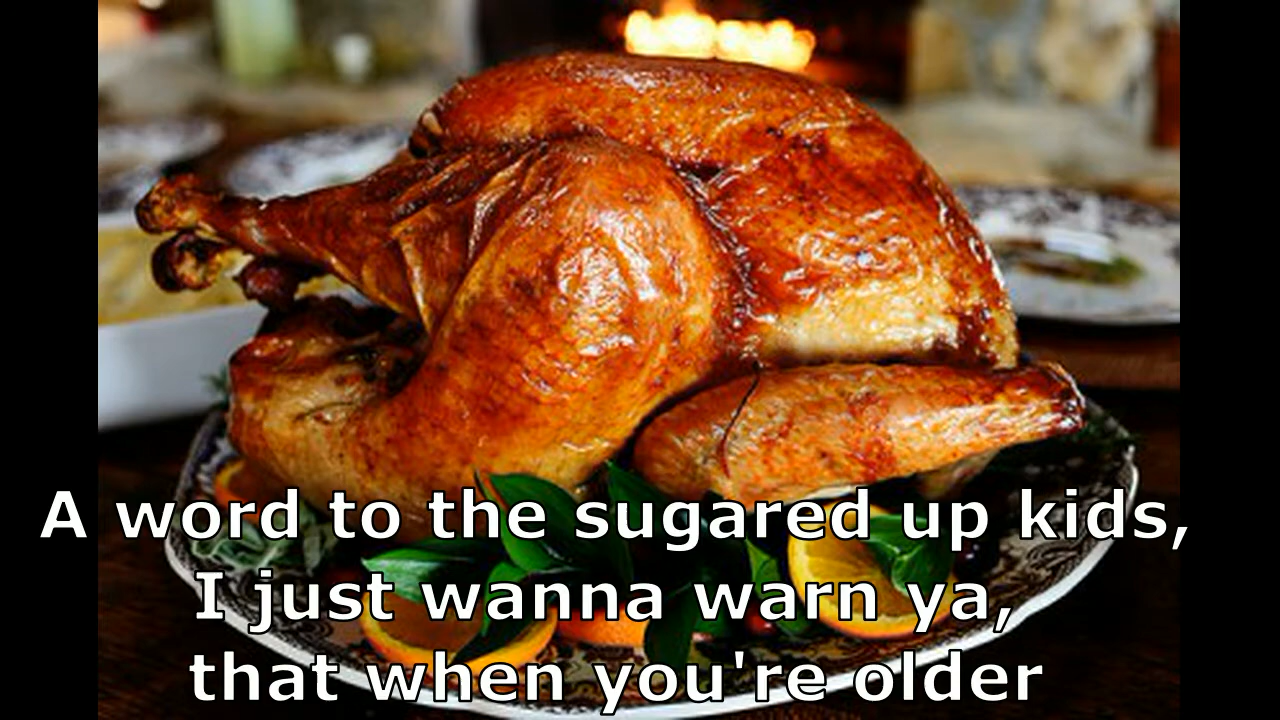 A word to the sugared up kids,
I just wanna warn ya,
that when you're older